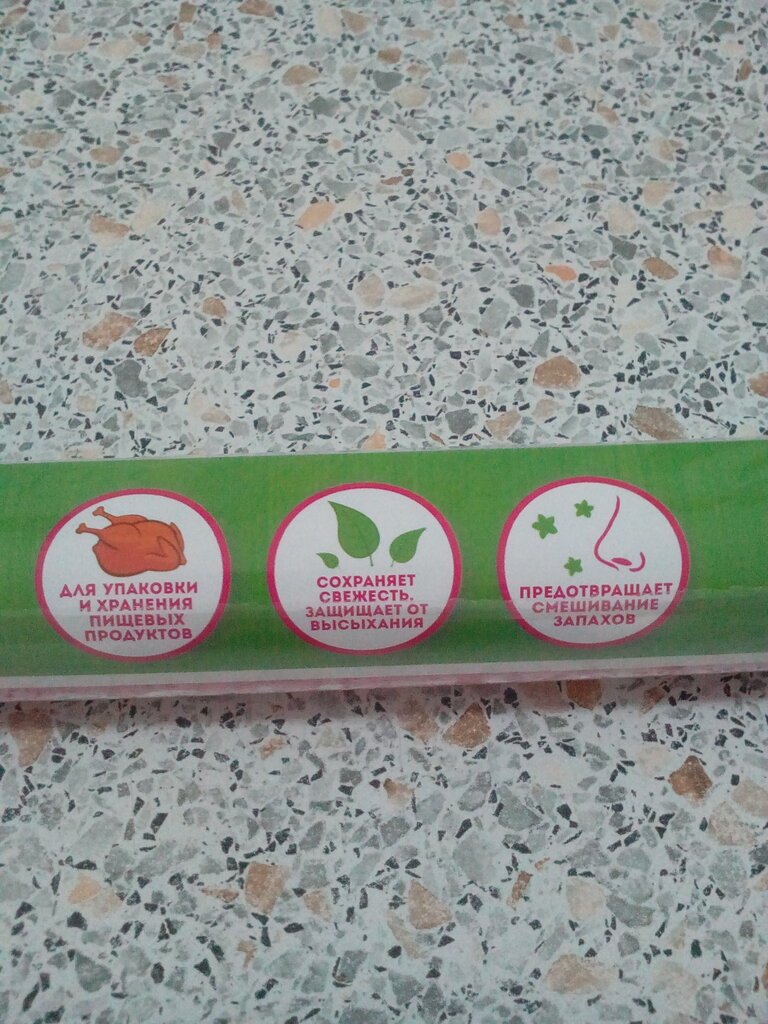 ДЛЯ УПАКОВКИ
И ХРАНЕНИЯ
ПИЩЕВЫХ
ПРОДУКТОВ
СОХРАНЯЕТ
СВЕЖЕСТЬ.
ЗАЩИЩАЕТ ОТ
ВЫСЫХАНИЯ
ПРЕДОТВРАЩАЕТ
СМЕШИВАНИЕ
ЗАПАХОВ